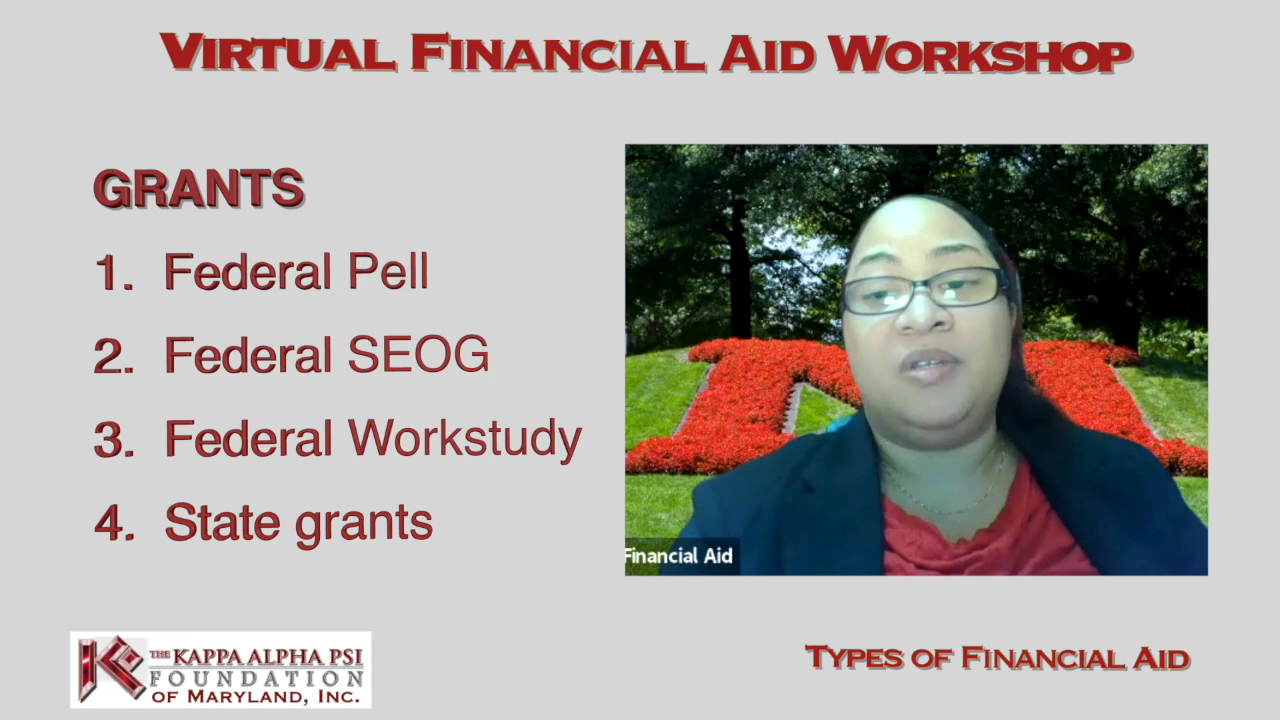 VIRTUAL FINANCIAL AID WORKSHOP
GRANTS
1. Federal Pell
2. Federal SEOG
3. Federal Workstudy
4. State grants
Financial Aid
THE KAPPA ALPHA PSI
FOUNDATION
OF MARYLAND, INC.
TYPES OF FINANCIAL AID